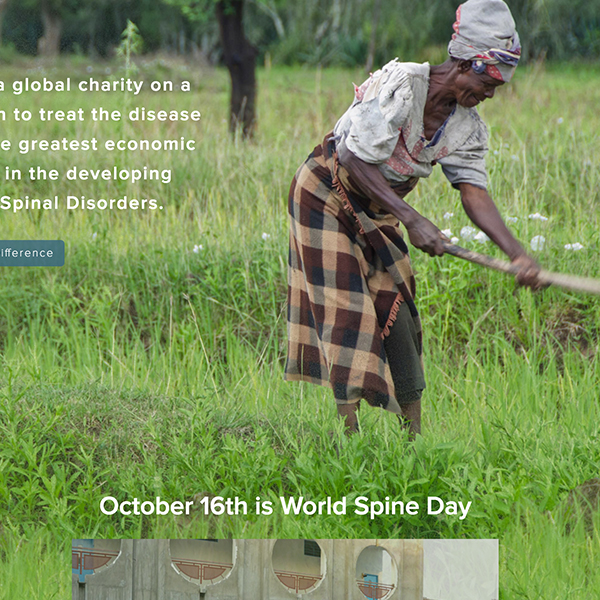 a global charity on a
to treat the disease
greatest economic
in the developing
Spinal Disorders.
October 16th is World Spine Day